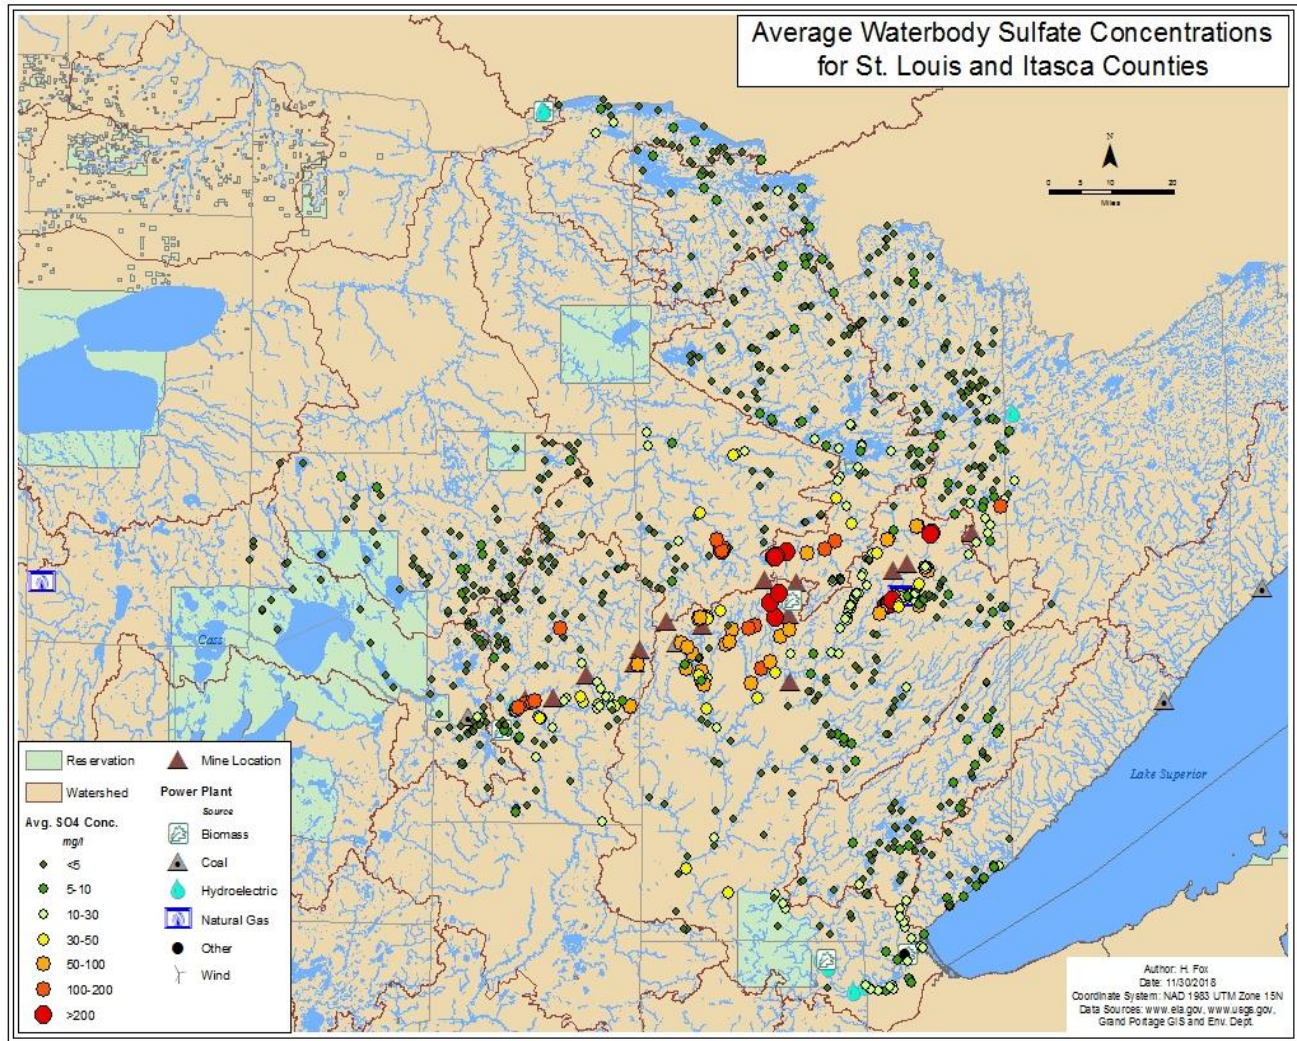 Average Waterbody Sulfate Concentrations
for St. Louis and Itasca Counties
N
0 5 10 20
Miles
Cass
Lake Superior
Reservation
Watershed
Avg. SO4 Conc.
mg/l
<5
5-10
10-30
30-50
50-100
100-200
>200
Mine Location
Power Plant
Source
Biomass
Coal
Hydroelectric
Natural Gas
Other
Wind
Author: H. Fox
Date: 11/30/2018
Coordinate System: NAD 1983 UTM Zone 15N
Data Sources: www.eia.gov, www.usgs.gov,
Grand Portage GIS and Env. Dept.